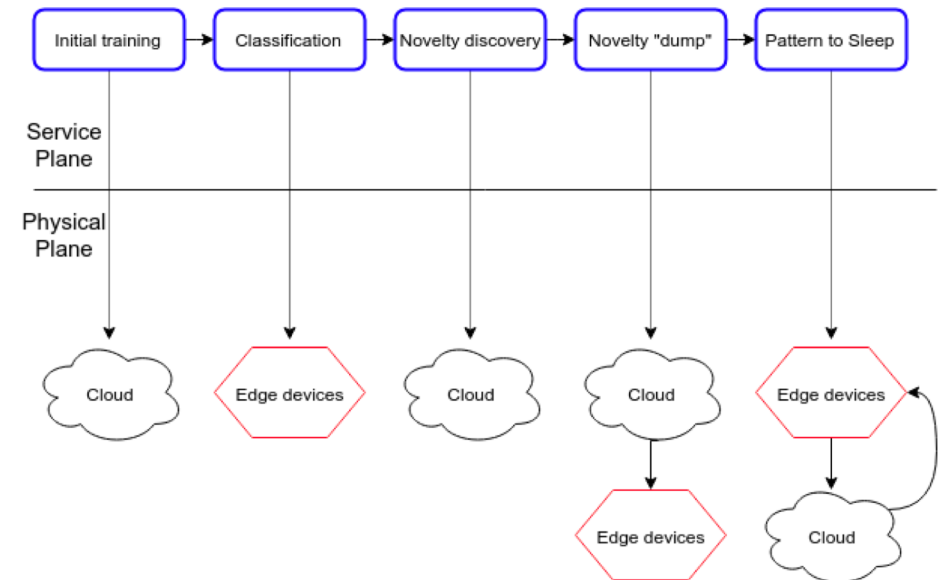 Initial training
Classification
Novelty discovery
Novelty "dump"
Pattern to Sleep
Service
Plane
Physical
Plane
Cloud
Edge devices
Cloud
Cloud
Edge devices
Edge devices
Cloud